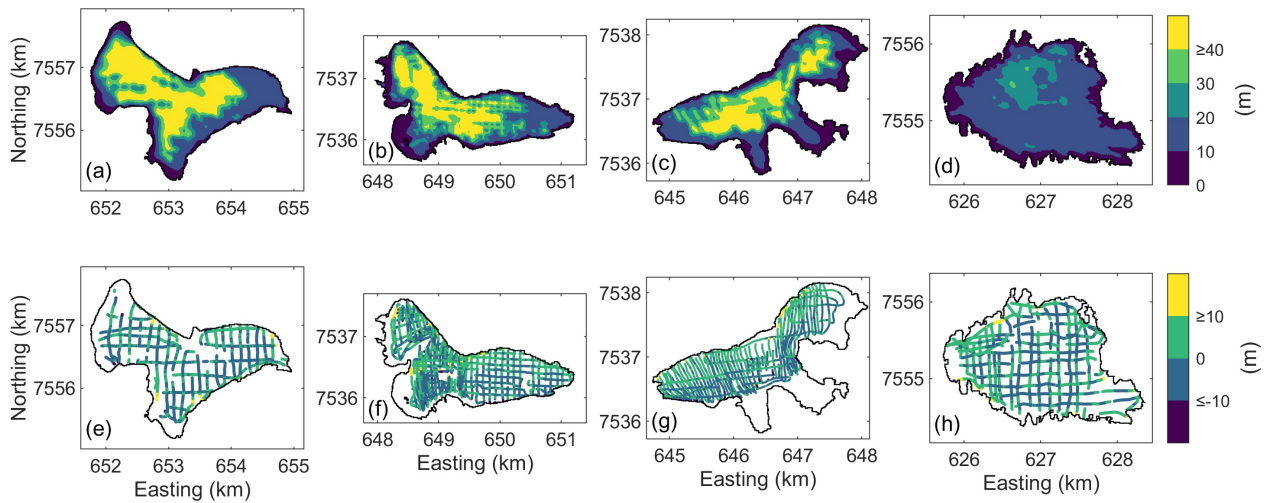 Northing (km)
7557
7556
(a)
652 653 654 655
7537
7536
(b)
648 649 650 651
7538
7537
7536
(c)
645 646 647 648
7556
7555
(d)
626 627 628
≥40
30
20
10
0
(m)
Northing (km)
7557
7556
(e)
652 653 654 655
Easting (km)
7537
7536
(f)
648 649 650 651
Easting (km)
7538
7537
7536
(g)
645 646 647 648
Easting (km)
7556
7555
(h)
626 627 628
Easting (km)
≥10
0
≤-10
(m)